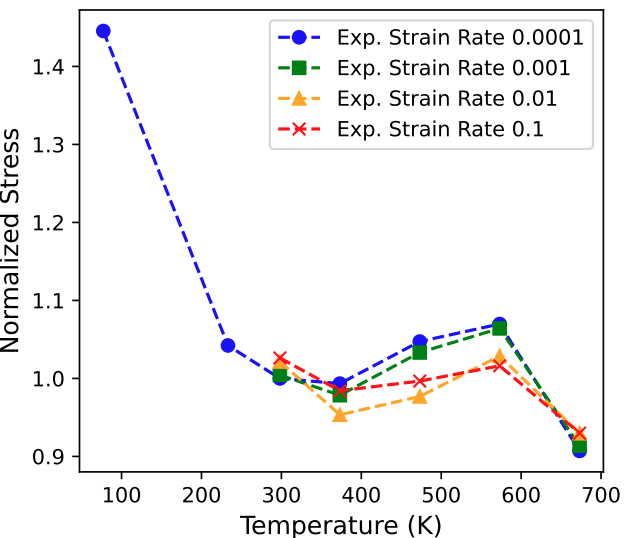 Exp. Strain Rate 0.0001
Exp. Strain Rate 0.001
Exp. Strain Rate 0.01
Exp. Strain Rate 0.1
Normalized Stress
1.4
1.3
1.2
1.1
1.0
0.9
100 200 300 400 500 600 700
Temperature (K)